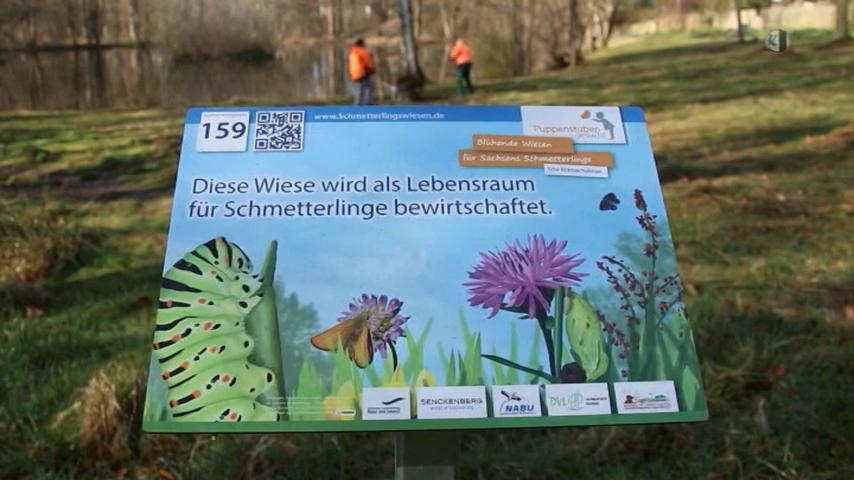 159
www.Schmetterlingswiesen.de
Puppenstuben
gesucht
Blühende Wiesen
für Sachsens Schmetterlinge
Diese Wiese wird als Lebensraum
für Schmetterlinge bewirtschaftet.
SENCKENBERG
NABU
DVL